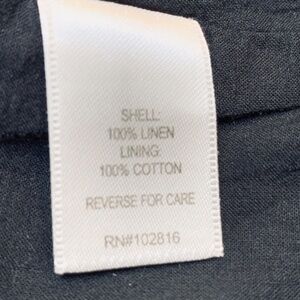 SHELL:
100% LINEN
LINING:
100% COTTON
REVERSE FOR CARE
RN#102816